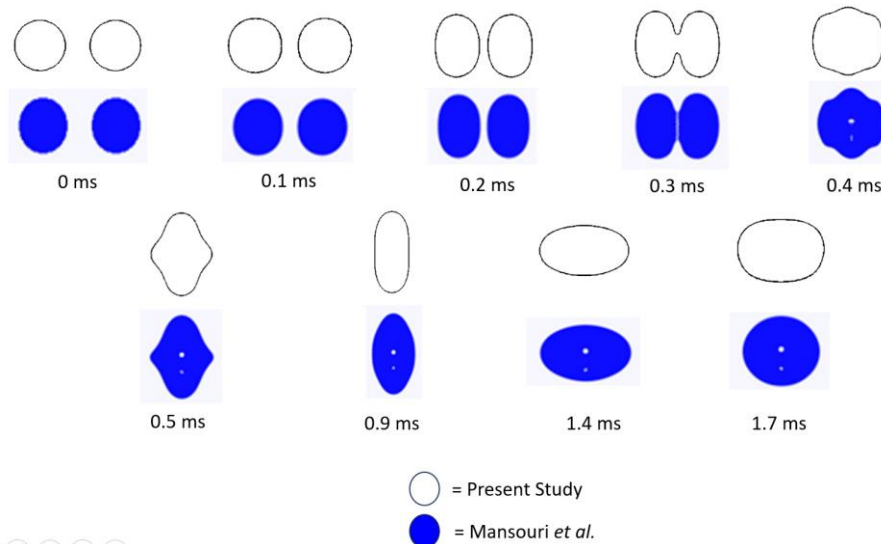 0 ms
0.1 ms
0.2 ms
0.3 ms
0.4 ms
0.5 ms
0.9 ms
1.4 ms
1.7 ms
= Present Study
= Mansouri et al.